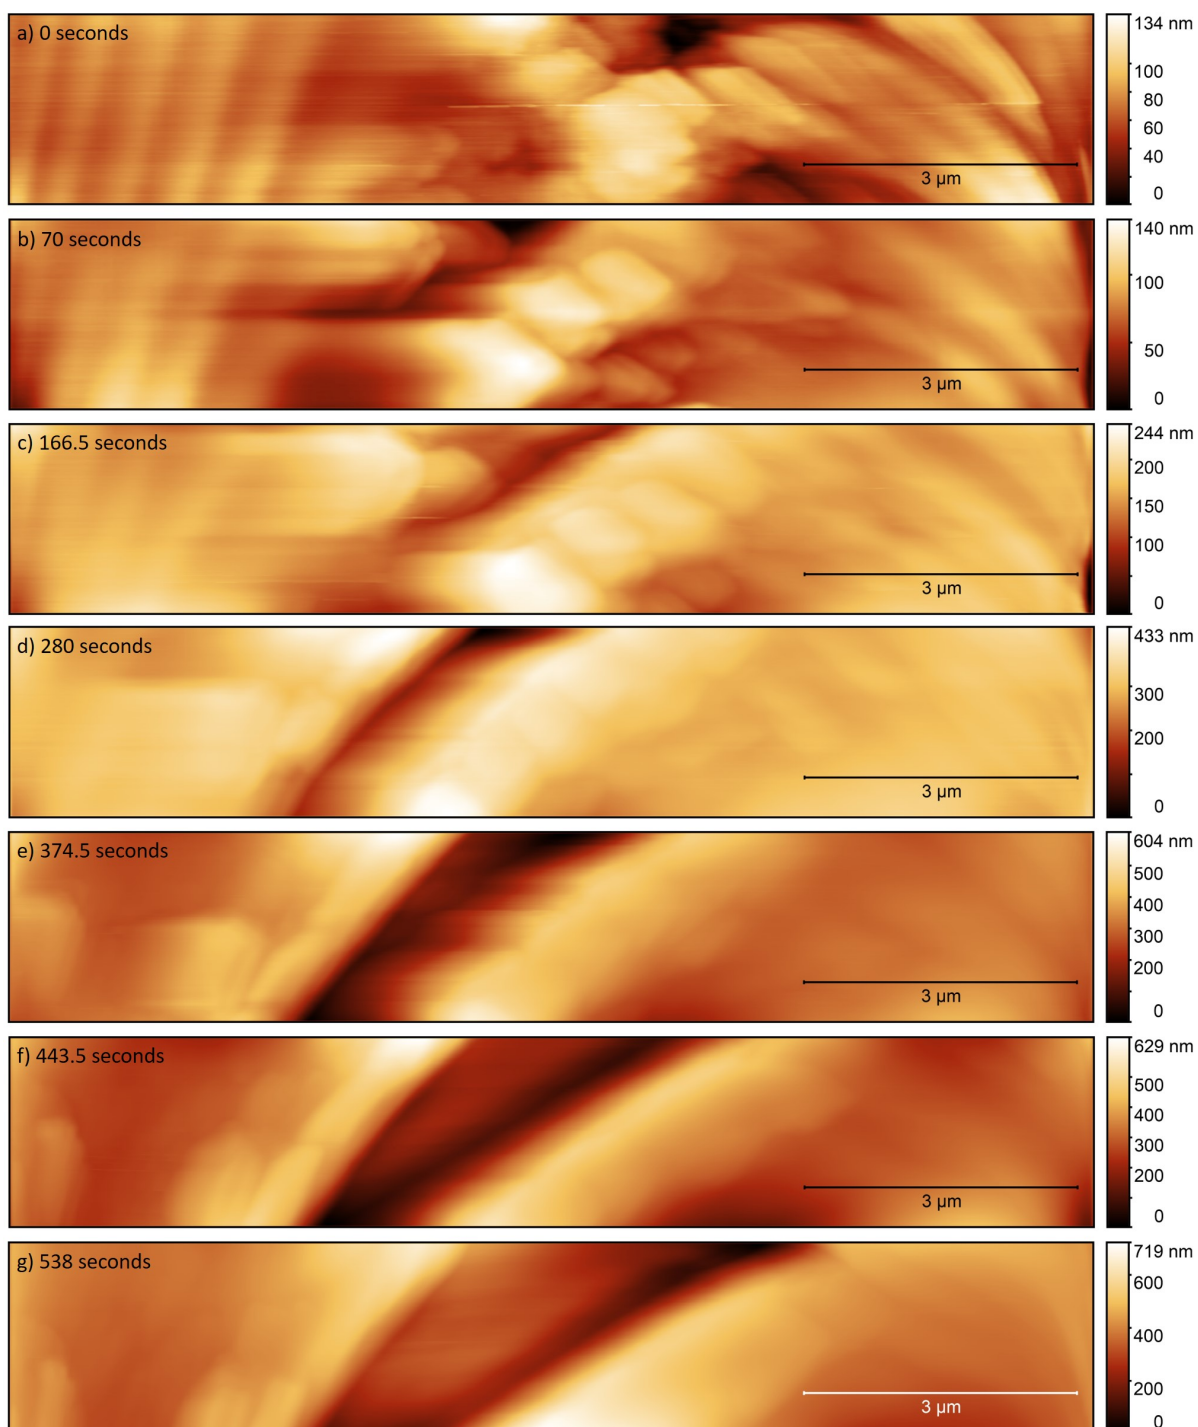 a) 0 seconds
134 nm
100
80
60
40
0
3 µm
b) 70 seconds
140 nm
100
50
0
3 µm
c) 166.5 seconds
244 nm
200
150
100
0
3 µm
d) 280 seconds
433 nm
300
200
0
3 µm
e) 374.5 seconds
604 nm
500
400
300
200
0
3 µm
f) 443.5 seconds
629 nm
500
400
300
200
0
3 µm
g) 538 seconds
719 nm
600
400
200
0
3 µm